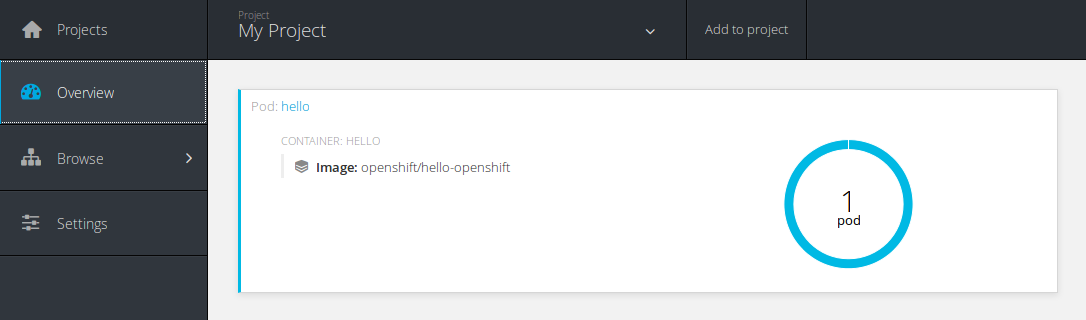 Projects
Project
My Project
Add to project
Overview
Browse
Settings
Pod: hello
CONTAINER: HELLO
Image: openshift/hello-openshift
1
pod